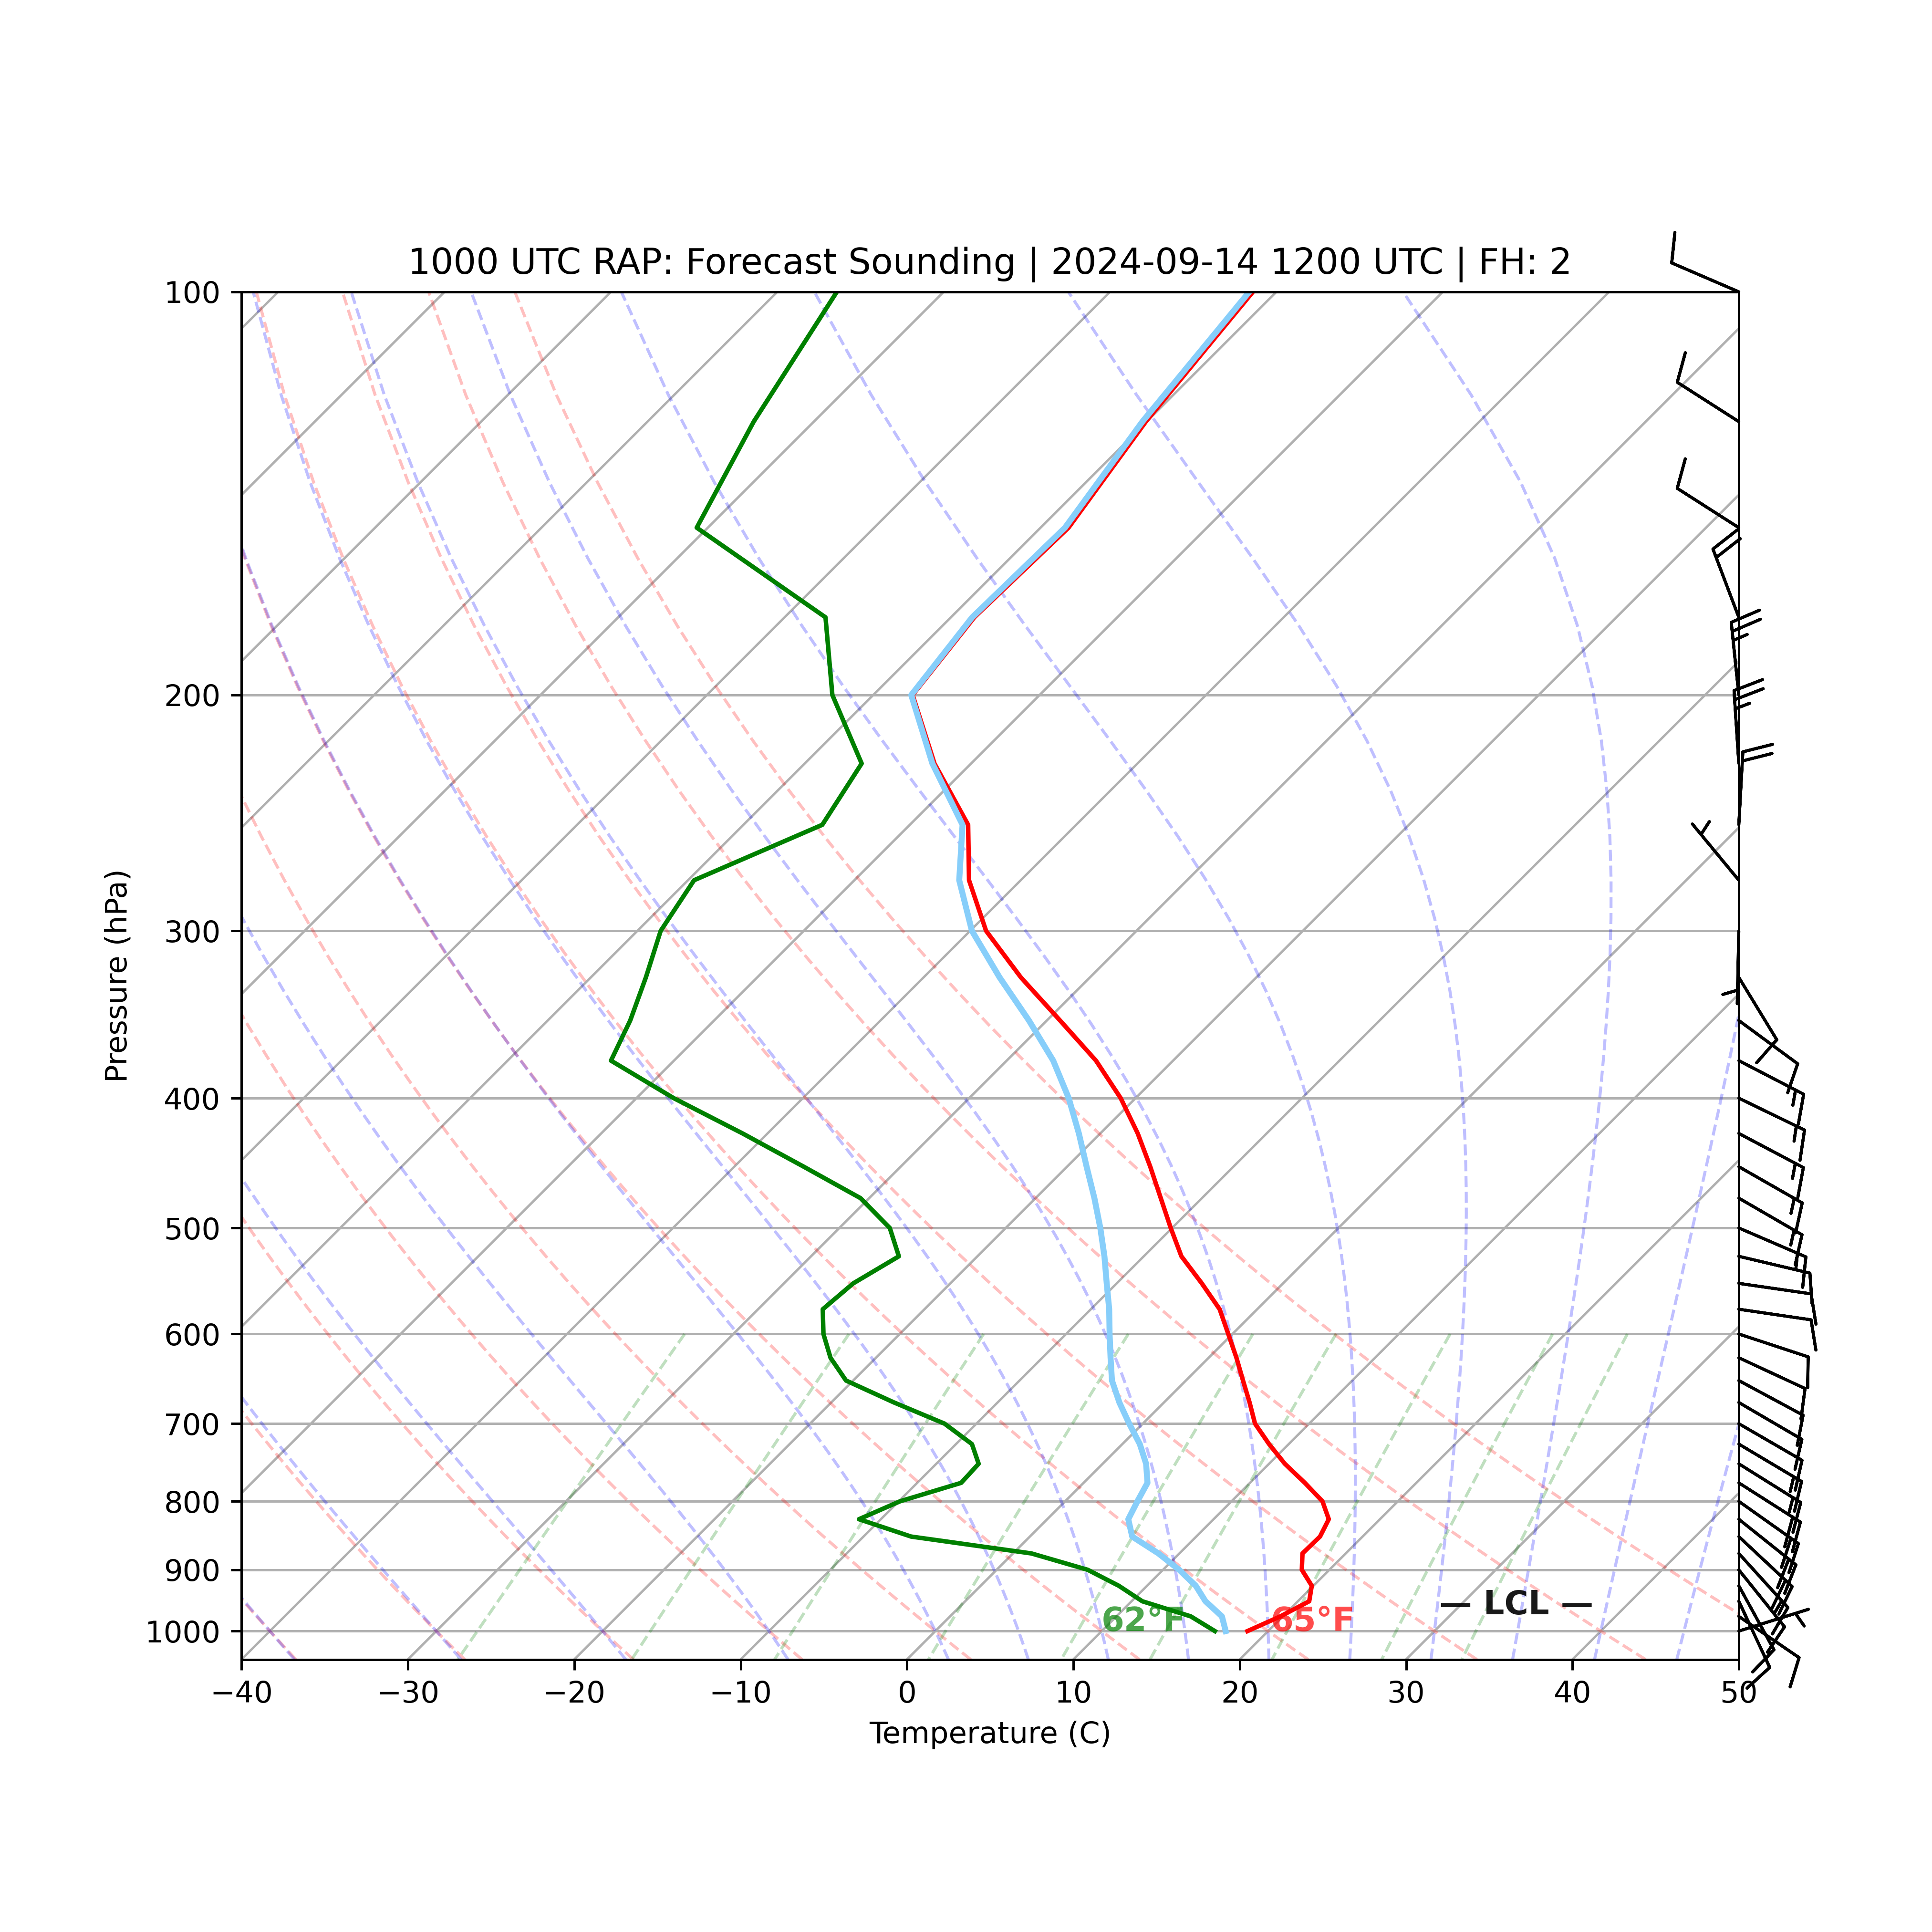 1000 UTC RAP: Forecast Sounding | 2024-09-14 1200 UTC | FH: 2
100
200
300
400
500
600
700
800
900
1000
Pressure (hPa)
62°F
65°F
— LCL —
−40 −30 −20 −10 0 10 20 30 40 50
Temperature (C)